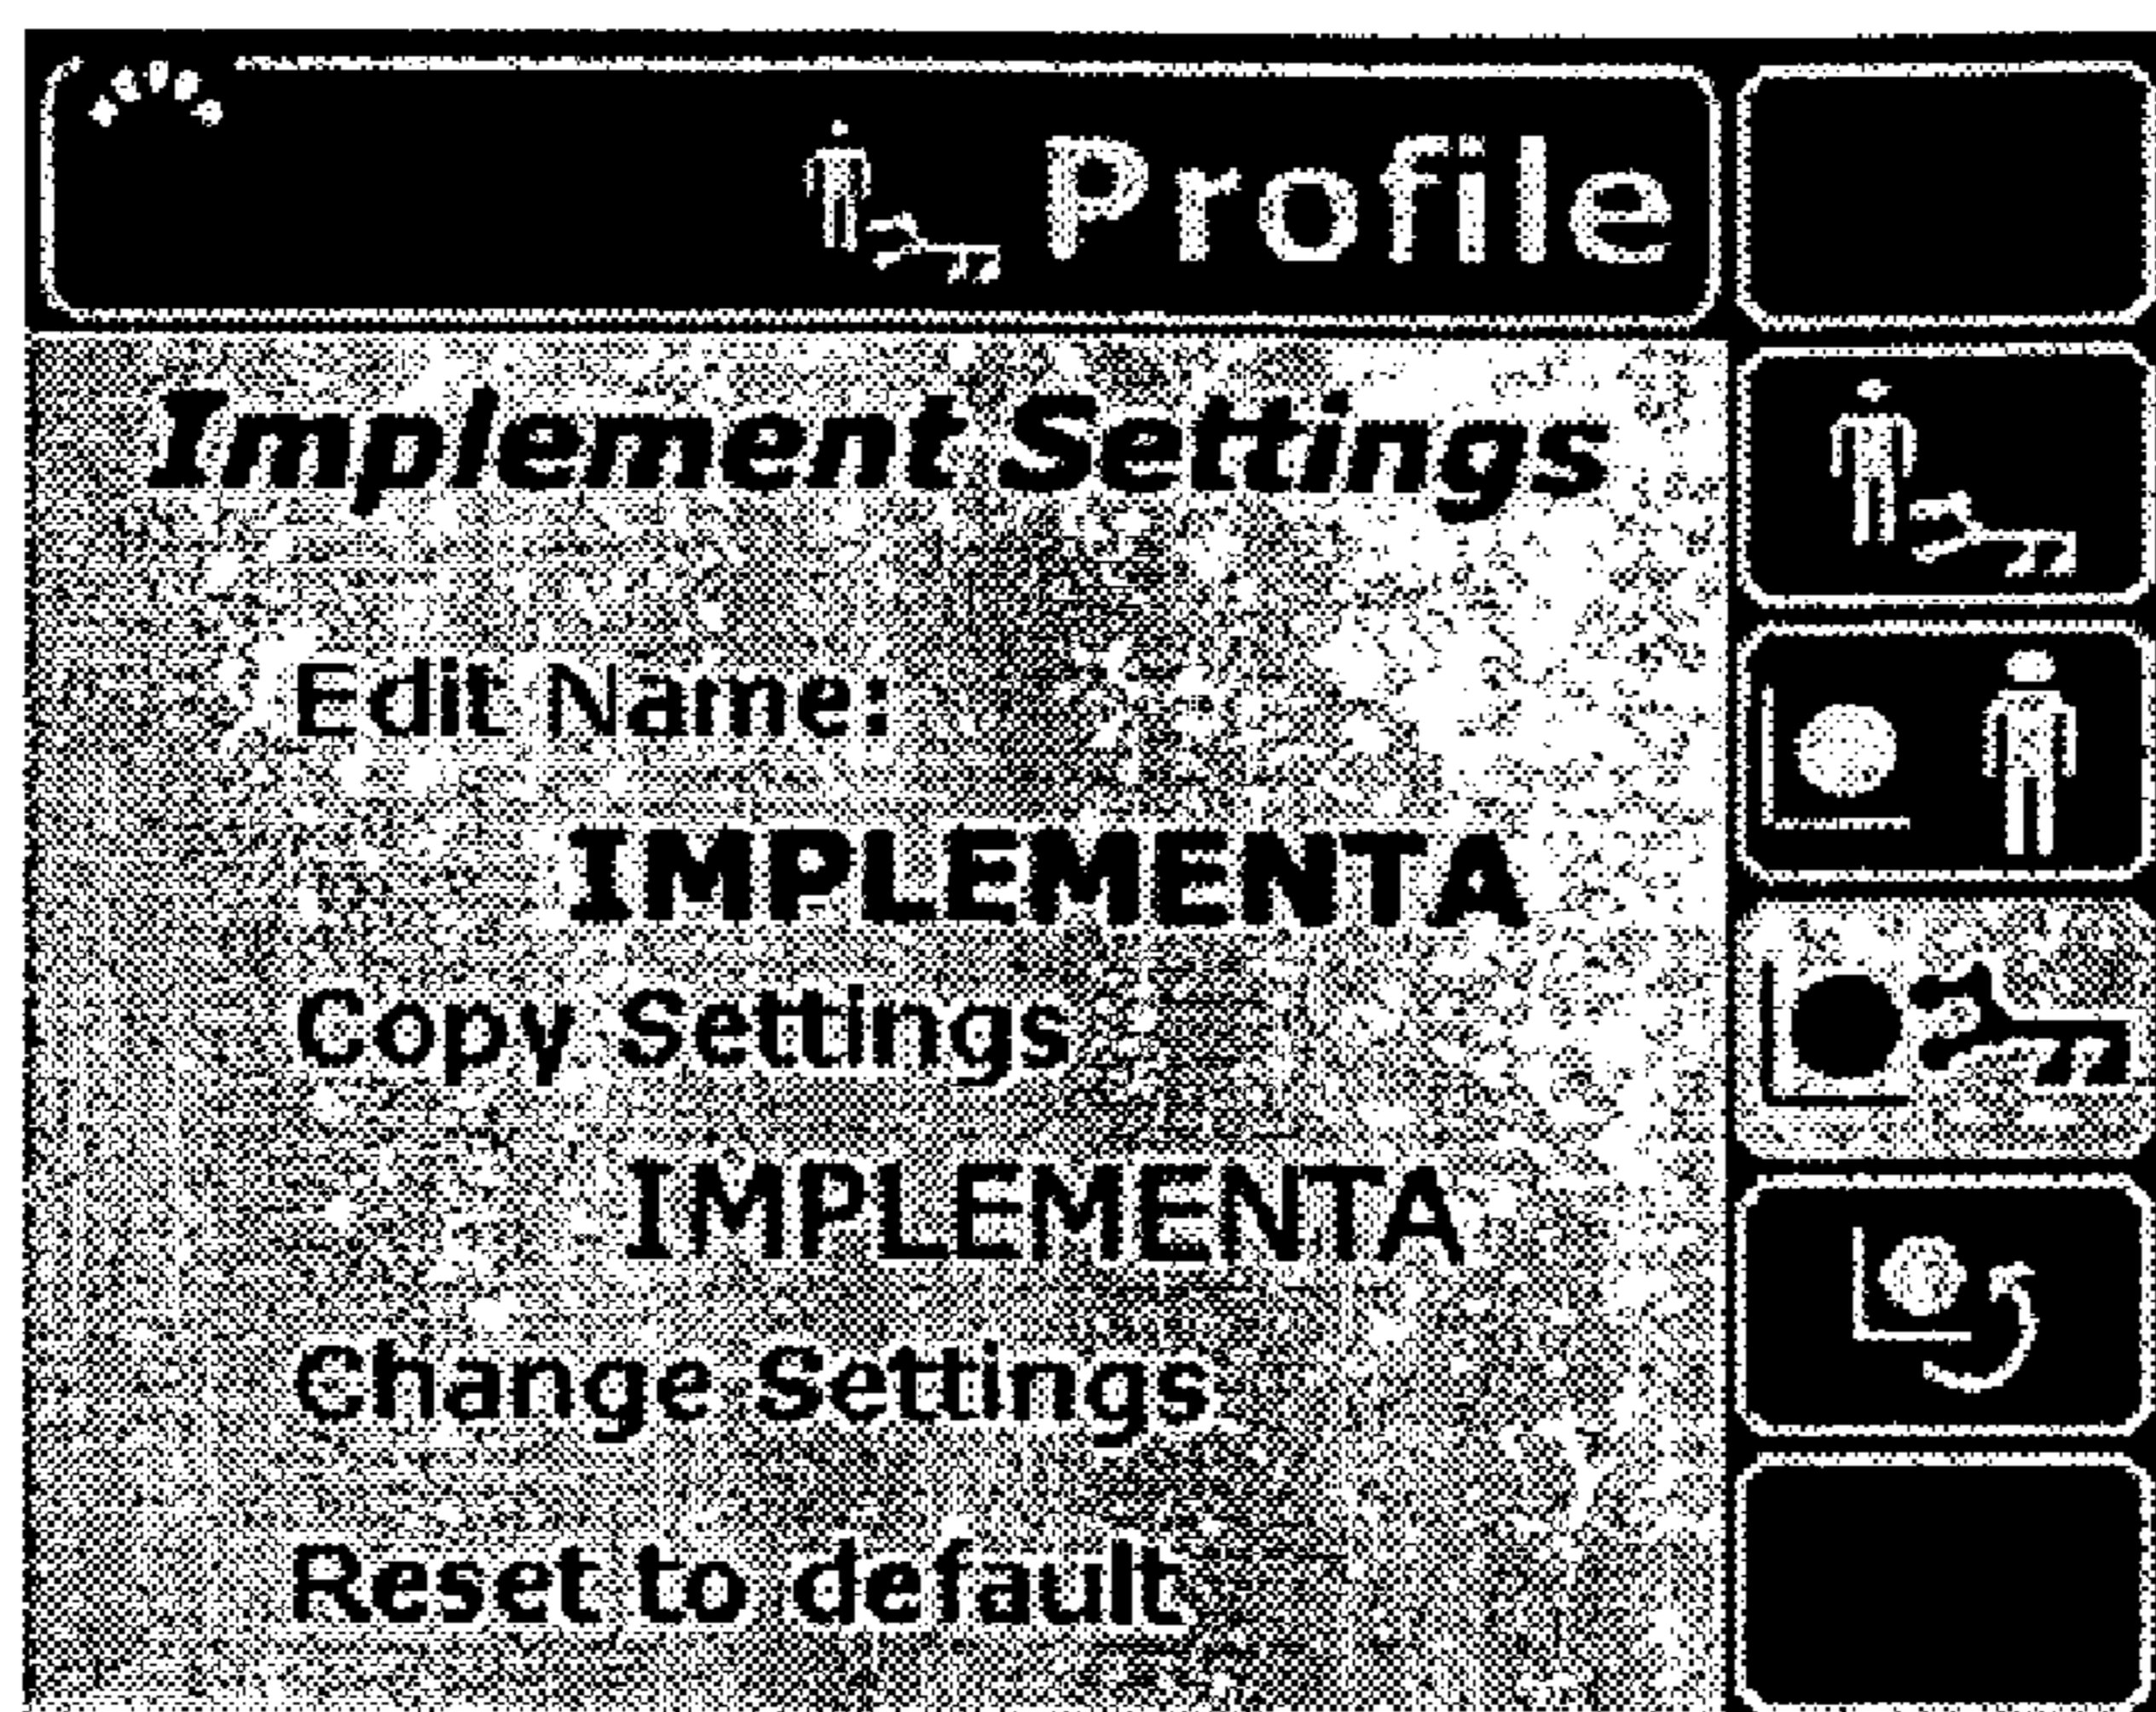 Profile
Implement Settings
Edit Name:
IMPLEMENTA
Copy Settings
IMPLEMENTA
Change Settings
Reset to default